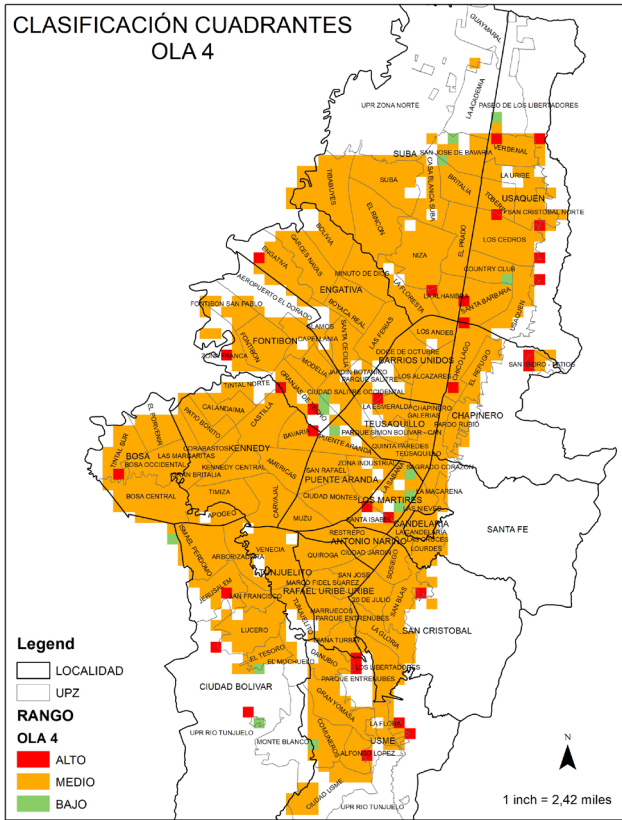 CLASIFICACIÓN CUADRANTES
OLA 4
GUAYMARAL
LA ACADEMIA
UPR ZONA NORTE
PASEO DE LOS LIBERTADORES
SUBA
SAN JOSE DE BAVARIA
VERBENAL
CASA BLANCA SUBA
BRITALIA
LA URIBE
TIBABUYES
SUBA
EL RINCON
TOBERIN
USAQUEN
SAN CRISTOBAL NORTE
EL PRADO
LOS CEDROS
NIZA
BOLIVIA
GARCES NAVAS
ENGATIVA
MINUTO DE DIOS
COUNTRY CLUB
AEROPUERTO EL DORADO
ENGATIVA
LA FLORESTA
LA ALHAMBRA
SANTA BARBARA
USAQUEN
FONTIBON SAN PABLO
BOYACA REAL
ALAMOS
SANTA CECILIA
LAS FERIAS
LOS ANDES
FONTIBON
FONTIBON
CAPELLANIA
DOCE DE OCTUBRE
BARRIOS UNIDOS
CHICO LAGO
EL REFUGIO
ZONA FRANCA
MODELIA
JARDIN BOTANICO
PARQUE SALITRE
LOS ALCAZARES
SAN ISIDRO - PATIOS
TINTAL NORTE
GRANJAS DE TECHO
CIUDAD SALITRE OCCIDENTAL
LA ESMERALDA
CHAPINERO
GALERIAS
CHAPINERO
PARDO RUBIO
TEUSAQUILLO
PARQUE SIMON BOLIVAR - CAN
CALANDAIMA
CASTILLA
PATIO BONITO
EL PORVENIR
BAVARIA
PUENTE ARANDA
QUINTA PAREDES
TEUSAQUILLO
TINTAL SUR
CORABASTOS
KENNEDY
BOSA
LAS MARGARITAS
BOSA OCCIDENTAL
KENNEDY CENTRAL
AMERICAS
SAN RAFAEL
ZONA INDUSTRIAL
LA SABANA
SAGRADO CORAZON
GRAN BRITALIA
PUENTE ARANDA
LA MACARENA
BOSA CENTRAL
TIMIZA
CARVAJAL
CIUDAD MONTES
LOS MARTIRES
LAS NIEVES
APOGEO
MUZU
SANTA ISABEL
CANDELARIA
LA CANDELARIA
SANTA FE
RESTREPO
ANTONIO NARIÑO
LAS CRUCES
LOURDES
ISMAEL PERDOMO
ARBORIZADORA
VENECIA
QUIROGA
CIUDAD JARDIN
SOSIEGO
TUNJUELITO
SAN JOSE
MARCO FIDEL SUAREZ
JERUSALEM
SAN FRANCISCO
RAFAEL URIBE URIBE
20 DE JULIO
SAN BLAS
TUNJUELITO
MARRUECOS
PARQUE ENTRENUBES
LUCERO
LA GLORIA
SAN CRISTOBAL
DIANA TURBAY
EL TESORO
EL MOCHUELO
DANUBIO
LOS LIBERTADORES
PARQUE ENTRENUBES
CIUDAD BOLIVAR
GRAN YOMASA
LA FLORA
UPR RIO TUNJUELO
MONTE BLANCO
COMUNEROS
USME
ALFONSO LOPEZ
CIUDAD USME
UPR RIO TUNJUELO
Legend
LOCALIDAD
UPZ
RANGO
OLA 4
ALTO
MEDIO
BAJO
N
1 inch = 2,42 miles